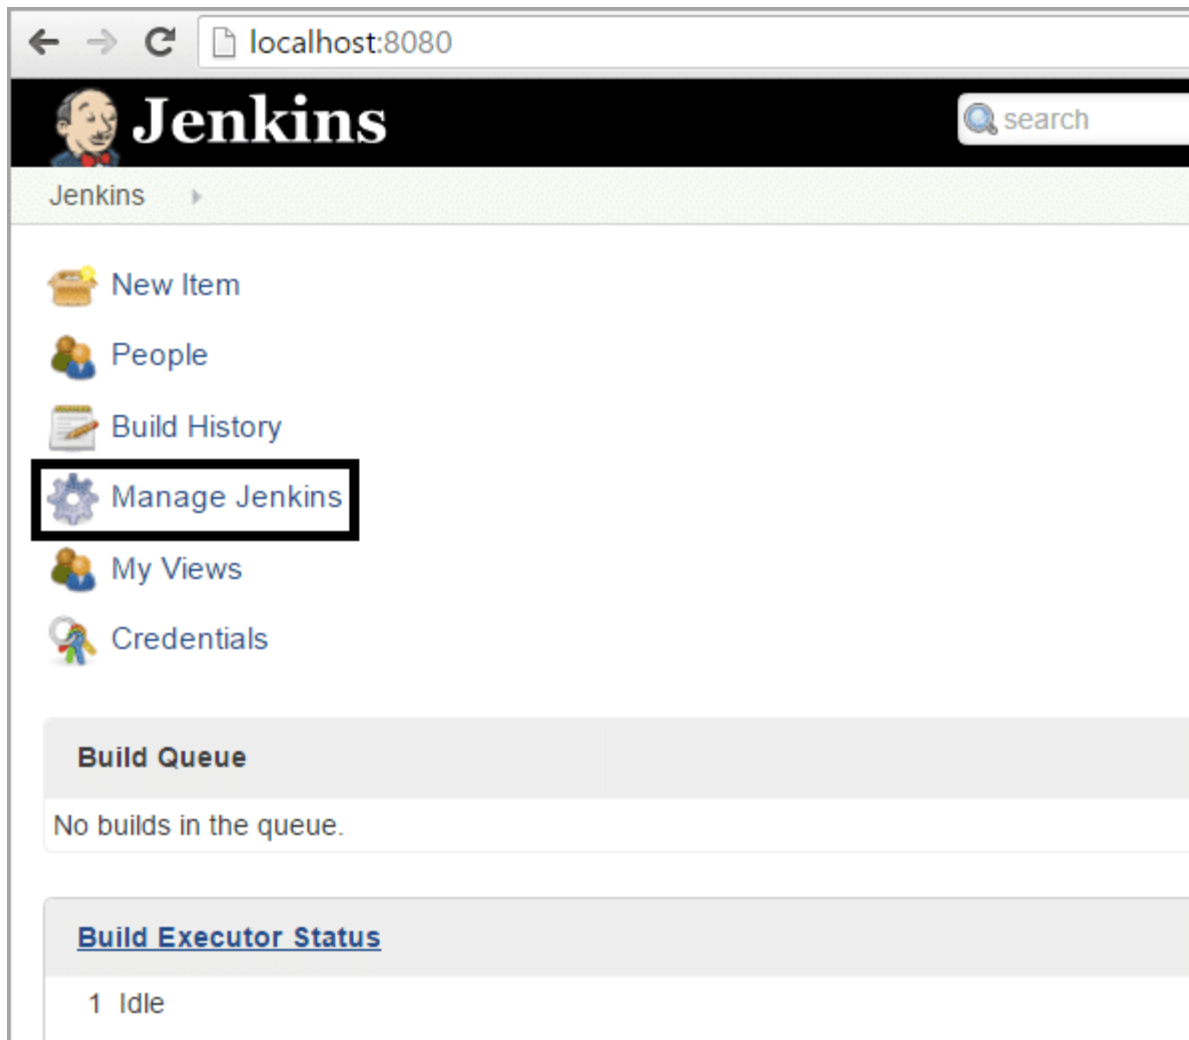 localhost:8080
Jenkins
search
Jenkins
New Item
People
Build History
Manage Jenkins
My Views
Credentials
Build Queue
No builds in the queue.
Build Executor Status
1 Idle